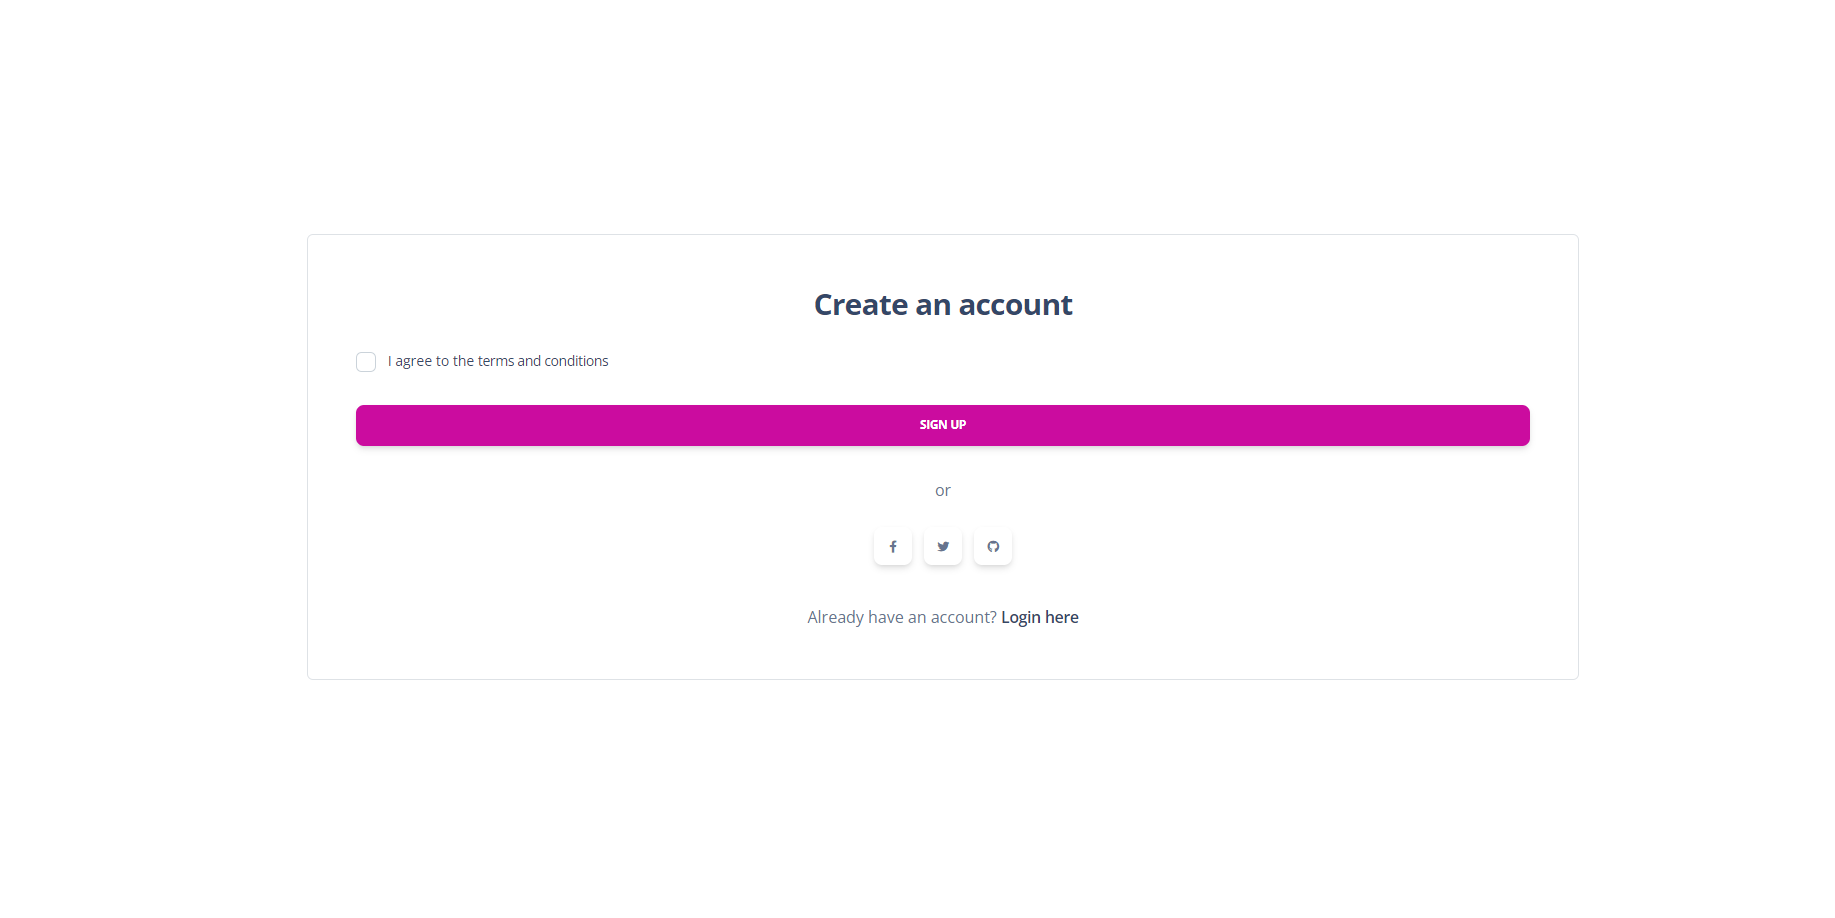 Create an account
I agree to the terms and conditions
SIGN UP
or
Already have an account? Login here